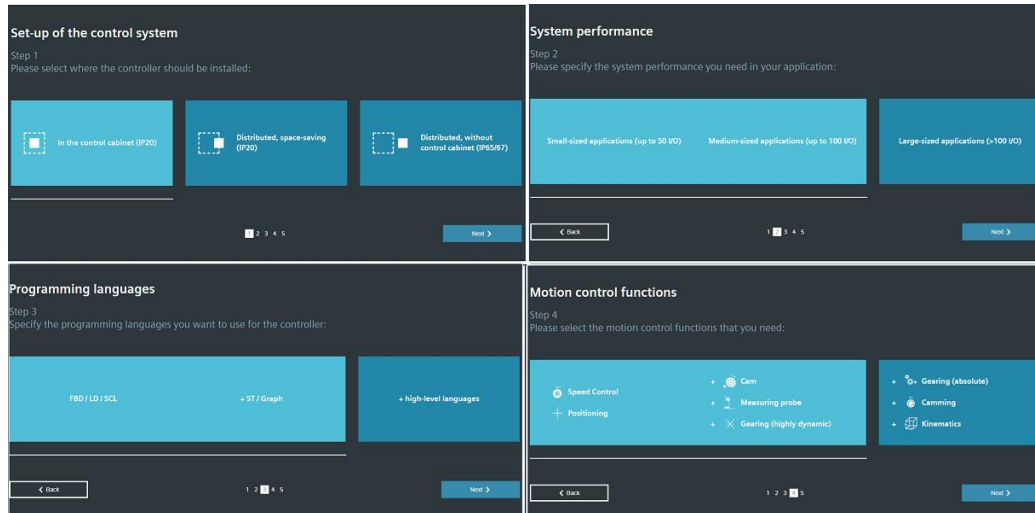 Set-up of the control system
Step 1
Please select where the controller should be installed:
In the control cabinet (IP20)
Distributed, space-saving
(IP20)
Distributed, without
control cabinet (IP65/67)
1 2 3 4 5
Next
System performance
Step 2
Please specify the system performance you need in your application:
Small-sized applications (up to 50 I/O)
Medium-sized applications (up to 100 I/O)
Large-sized applications (>100 I/O)
Back
1 2 3 4 5
Next
Programming languages
Step 3
Specify the programming languages you want to use for the controller:
FBD / LD / SCL
+ ST / Graph
+ high-level languages
Back
1 2 3 4 5
Next
Motion control functions
Step 4
Please select the motion control functions that you need:
Speed Control
Positioning
+ Cam
+ Measuring probe
+ Gearing (highly dynamic)
+ Gearing (absolute)
+ Camming
+ Kinematics
Back
1 2 3 4 5
Next